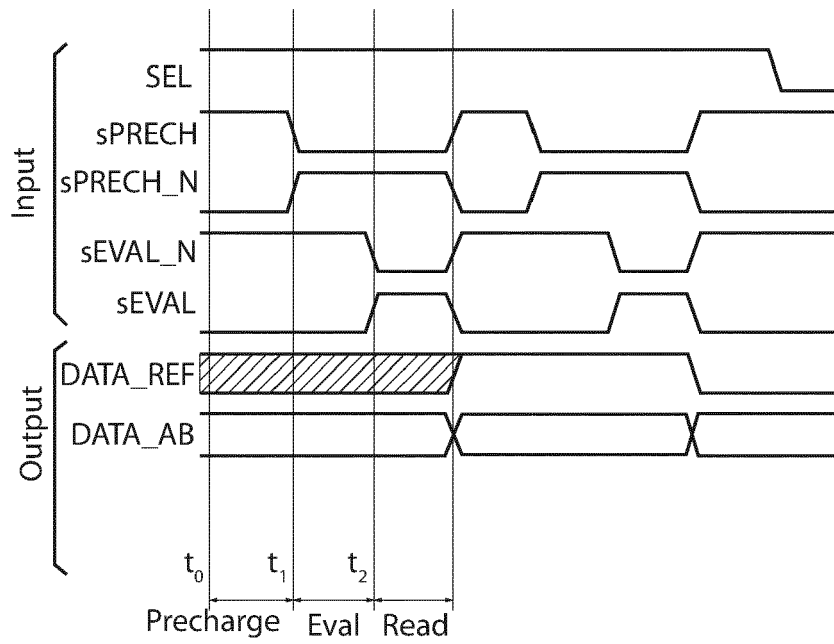 Input
SEL
sPRECH
sPRECH_N
sEVAL_N
sEVAL
Output
DATA_REF
DATA_AB
t0 t1 t2
Precharge Eval Read